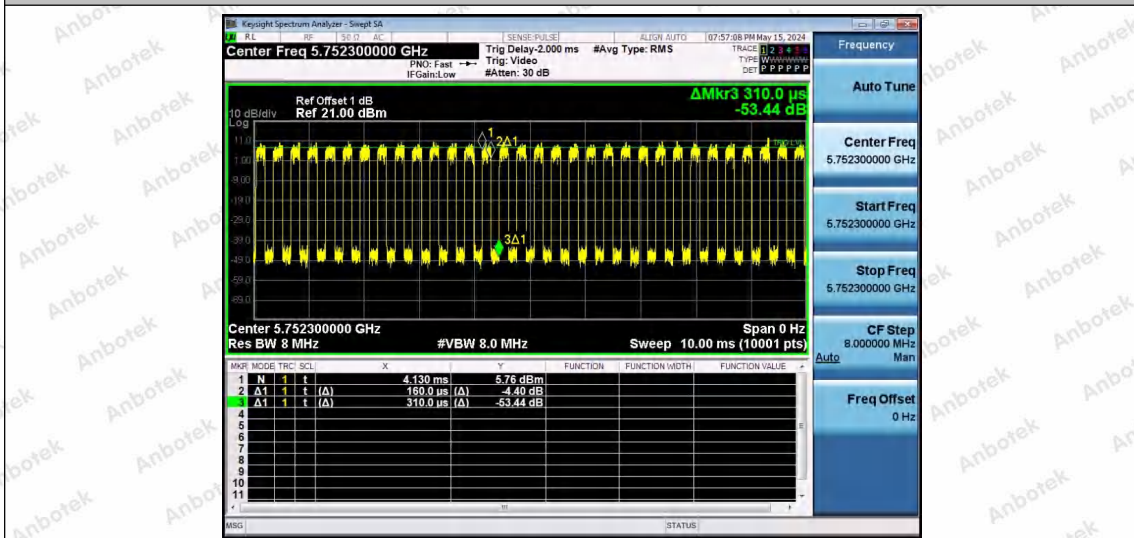 Keysight Spectrum Analyzer - Swept SA
RL RF 50 Ω AC SENSE:PULSE ALIGN AUTO 07:57:08 PM May 15, 2024
Center Freq 5.752300000 GHz Trig Delay-2.000 ms #Avg Type: RMS TRACE 1 2 3 4 5 6
PNO: Fast Trig: Video TYPE WWWWWW
IFGain:Low #Atten: 30 dB DET P P P P P P
Frequency
ΔMkr3 310.0 µs
Ref Offset 1 dB -53.44 dB
10 dB/div Ref 21.00 dBm
Log
11.0
1.00
-9.00
-19.0
-29.0
-39.0
-49.0
-59.0
-69.0
1
2Δ1
TRIG LVL
3Δ1
Center 5.752300000 GHz Span 0 Hz
Res BW 8 MHz #VBW 8.0 MHz Sweep 10.00 ms (10001 pts)
MKR MODE TRC SCL X Y FUNCTION FUNCTION WIDTH FUNCTION VALUE
1 N 1 t 4.130 ms 5.76 dBm
2 Δ1 1 t (Δ) 160.0 µs (Δ) -4.40 dB
3 Δ1 1 t (Δ) 310.0 µs (Δ) -53.44 dB
4
5
6
7
8
9
10
11
MSG STATUS
Auto Tune
Center Freq
5.752300000 GHz
Start Freq
5.752300000 GHz
Stop Freq
5.752300000 GHz
CF Step
8.000000 MHz
Auto Man
Freq Offset
0 Hz
Anbotek